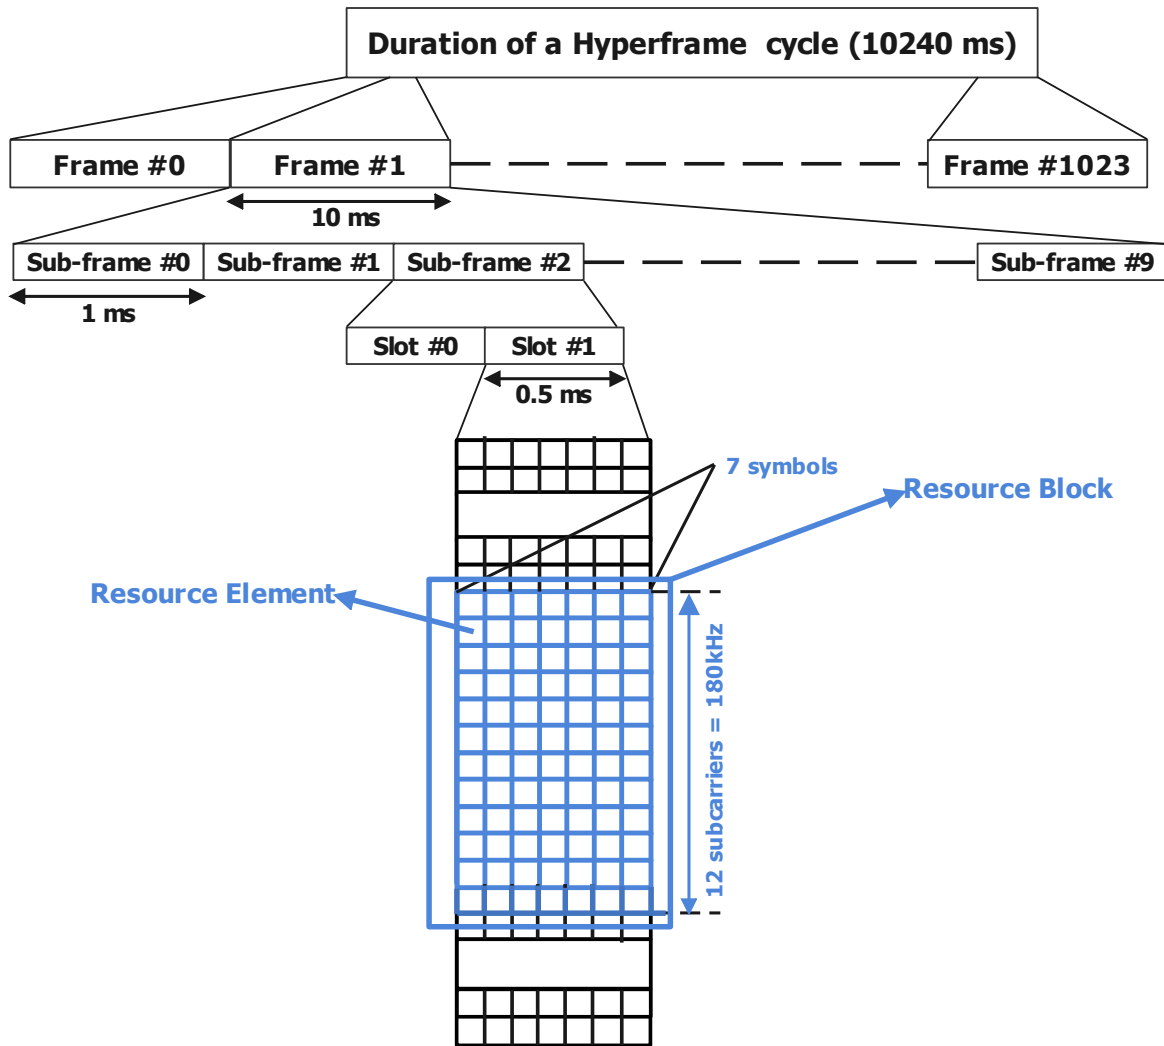 Duration of a Hyperframe cycle (10240 ms)
Frame #0
Frame #1
Frame #1023
10 ms
Sub-frame #0
Sub-frame #1
Sub-frame #2
Sub-frame #9
1 ms
Slot #0
Slot #1
0.5 ms
7 symbols
Resource Block
Resource Element
12 subcarriers = 180kHz